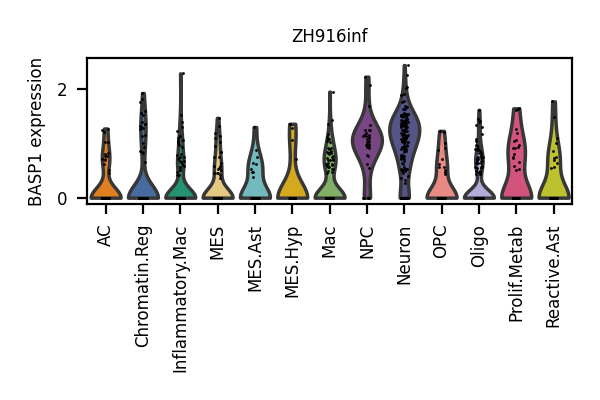 ZH916inf
BASP1 expression
2
0
AC
Chromatin.Reg
Inflammatory.Mac
MES
MES.Ast
MES.Hyp
Mac
NPC
Neuron
OPC
Oligo
Prolif.Metab
Reactive.Ast